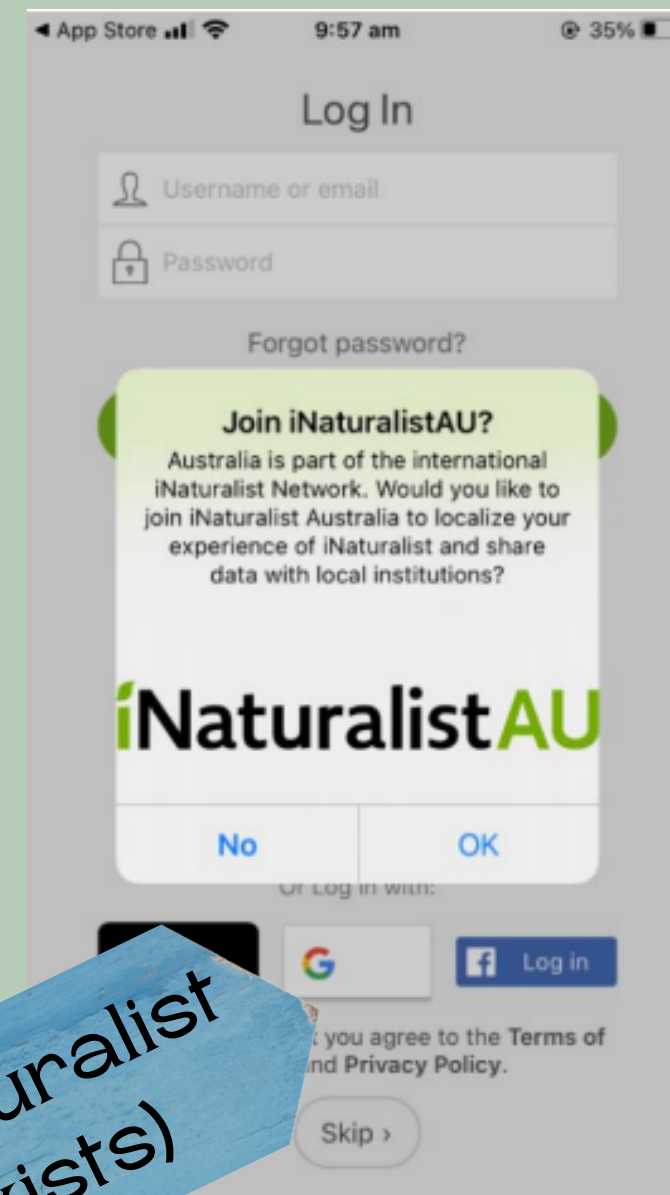 ◀ App Store 9:57 am 35%
Log In
Username or email
Password
Forgot password?
Join iNaturalistAU?
Australia is part of the international
iNaturalist Network. Would you like to
join iNaturalist Australia to localize your
experience of iNaturalist and share
data with local institutions?
iNaturalistAU
No OK
Or Log in with:
G f Log in
you agree to the Terms of
and Privacy Policy.
Skip ›